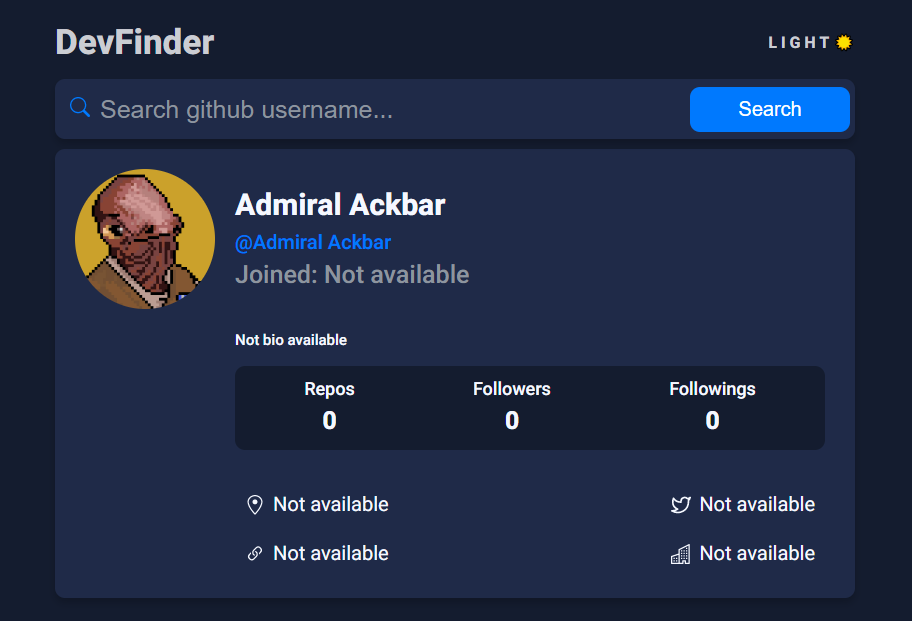 DevFinder
LIGHT
Search github username...
Search
Admiral Ackbar
@Admiral Ackbar
Joined: Not available
Not bio available
Repos Followers Followings
0 0 0
Not available Not available
Not available Not available